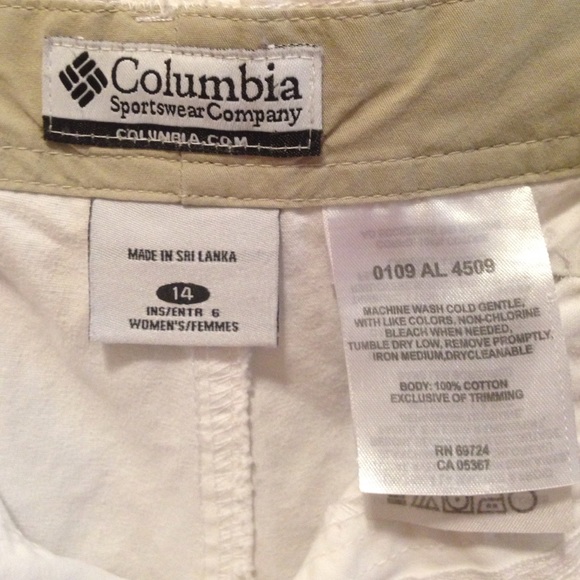 Columbia
Sportswear Company
COLUMBIA.COM
MADE IN SRI LANKA
14
INS/ENTR 6
WOMEN'S/FEMMES
0109 AL 4509
MACHINE WASH COLD GENTLE,
WITH LIKE COLORS, NON-CHLORINE
BLEACH WHEN NEEDED,
TUMBLE DRY LOW, REMOVE PROMPTLY,
IRON MEDIUM,DRYCLEANABLE
BODY: 100% COTTON
EXCLUSIVE OF TRIMMING
RN 69724
CA 05367